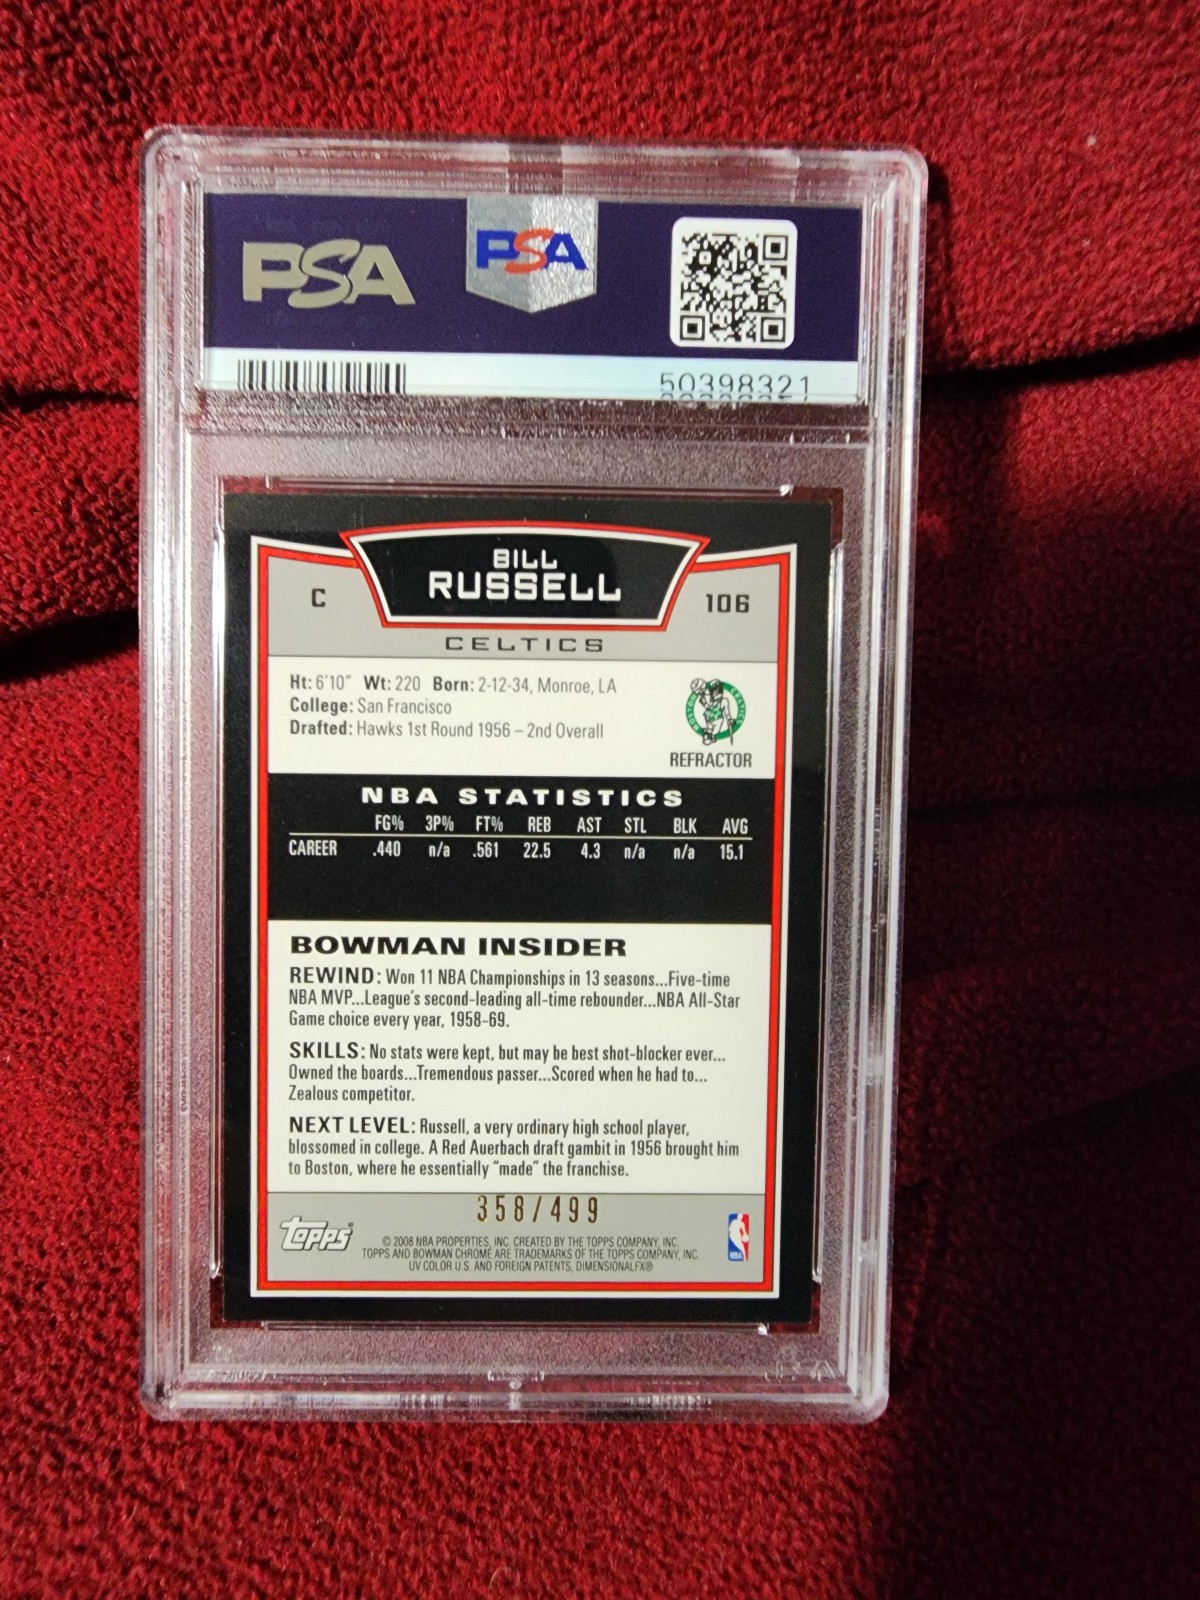 PSA
PSA
50398321
BILL
RUSSELL
C
106
CELTICS
Ht: 6'10" Wt: 220 Born: 2-12-34, Monroe, LA
College: San Francisco
Drafted: Hawks 1st Round 1956 – 2nd Overall
BOSTON CELTICS
REFRACTOR
NBA STATISTICS
FG% 3P% FT% REB AST STL BLK AVG
CAREER .440 n/a .561 22.5 4.3 n/a n/a 15.1
BOWMAN INSIDER
REWIND: Won 11 NBA Championships in 13 seasons...Five-time
NBA MVP...League's second-leading all-time rebounder...NBA All-Star
Game choice every year, 1958-69.
SKILLS: No stats were kept, but may be best shot-blocker ever...
Owned the boards...Tremendous passer...Scored when he had to...
Zealous competitor.
NEXT LEVEL: Russell, a very ordinary high school player,
blossomed in college. A Red Auerbach draft gambit in 1956 brought him
to Boston, where he essentially "made" the franchise.
358/499
Topps®
© 2008 NBA PROPERTIES, INC. CREATED BY THE TOPPS COMPANY, INC.
TOPPS AND BOWMAN CHROME ARE TRADEMARKS OF THE TOPPS COMPANY, INC.
UV COLOR U.S. AND FOREIGN PATENTS, DIMENSIONALFX®
NBA